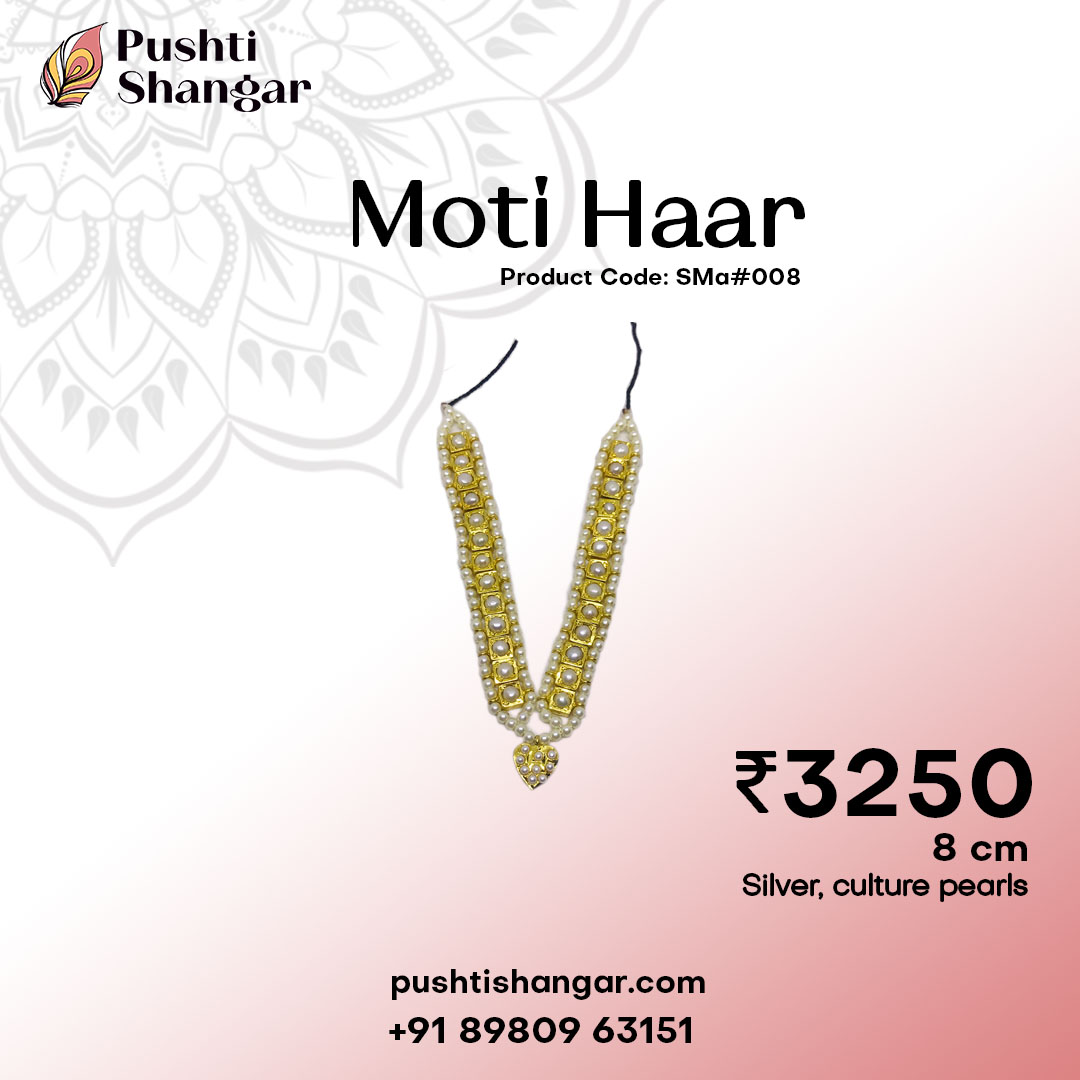 Pushti
Shangar
Moti Haar
Product Code: SMa#008
₹3250
8 cm
Silver, culture pearls
pushtishangar.com
+91 89809 63151